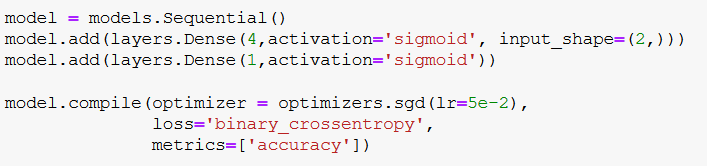 model = models.Sequential()
model.add(layers.Dense(4,activation='sigmoid', input_shape=(2,)))
model.add(layers.Dense(1,activation='sigmoid'))
model.compile(optimizer = optimizers.sgd(lr=5e-2),
loss='binary_crossentropy',
metrics=['accuracy'])